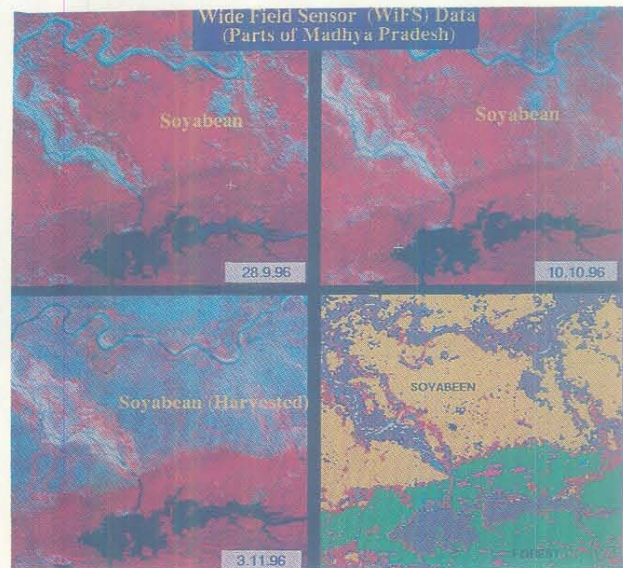 Wide Field Sensor (WiFS) Data
(Parts of Madhya Pradesh)
Soyabean
28.9.96
Soyabean
10.10.96
Soyabean (Harvested)
3.11.96
SOYABEEN
FOREST